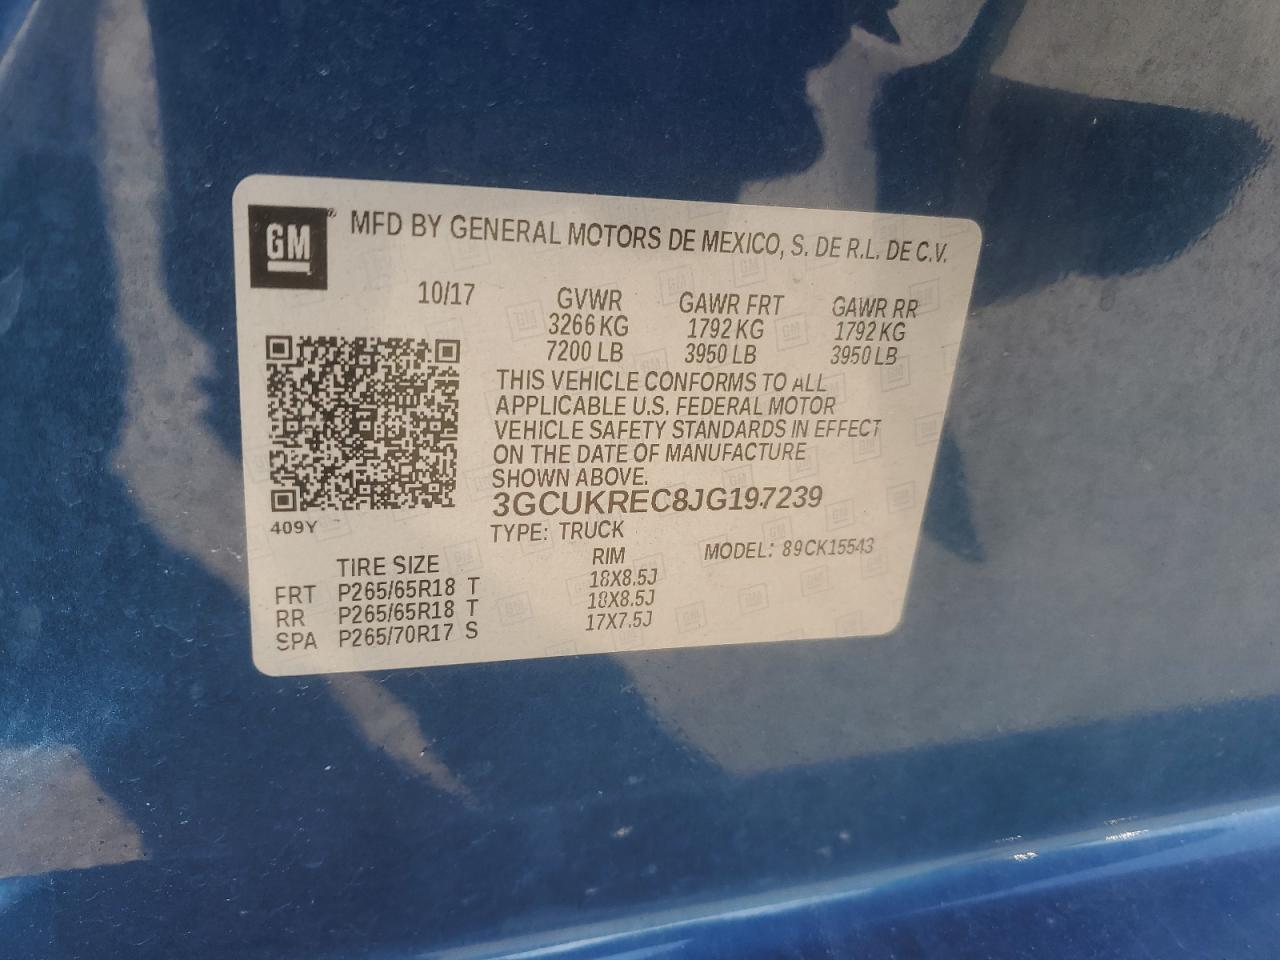 GM ® MFD BY GENERAL MOTORS DE MEXICO, S. DE R.L. DE C.V.
10/17 GVWR GAWR FRT GAWR RR
3266 KG 1792 KG 1792 KG
7200 LB 3950 LB 3950 LB
THIS VEHICLE CONFORMS TO ALL
APPLICABLE U.S. FEDERAL MOTOR
VEHICLE SAFETY STANDARDS IN EFFECT
ON THE DATE OF MANUFACTURE
SHOWN ABOVE.
3GCUKREC8JG197239
409Y
TYPE: TRUCK MODEL: 89CK15543
TIRE SIZE RIM
FRT P265/65R18 T 18X8.5J
RR P265/65R18 T 18X8.5J
SPA P265/70R17 S 17X7.5J